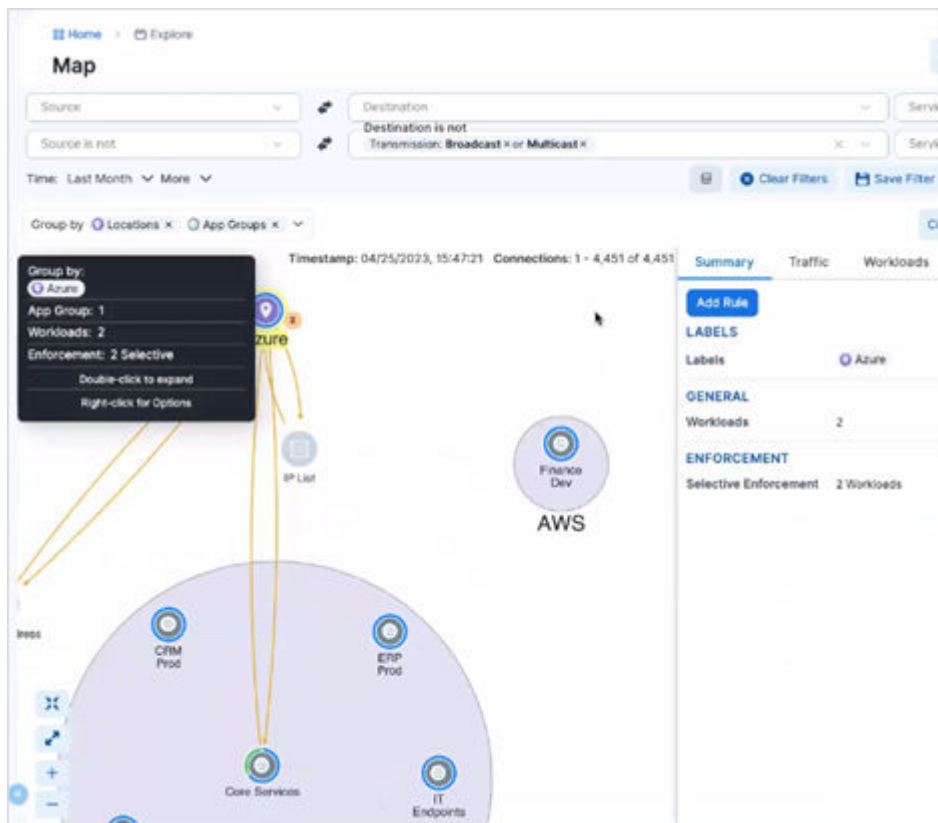 Home > Explore
Map
Source
Destination
Source is not
Destination is not
Transmission: Broadcast × or Multicast ×
Time: Last Month More
Clear Filters
Save Filter
Group by Locations × App Groups ×
Timestamp: 04/25/2023, 15:47:21 Connections: 1 - 4,451 of 4,451
Group by:
Azure
App Group: 1
Workloads: 2
Enforcement: 2 Selective
Double-click to expand
Right-click for Options
zure
2
IP List
Finance
Dev
AWS
CRM
Prod
ERP
Prod
Core Services
IT
Endpoints
Summary Traffic Workloads
Add Rule
LABELS
Labels Azure
GENERAL
Workloads 2
ENFORCEMENT
Selective Enforcement 2 Workloads